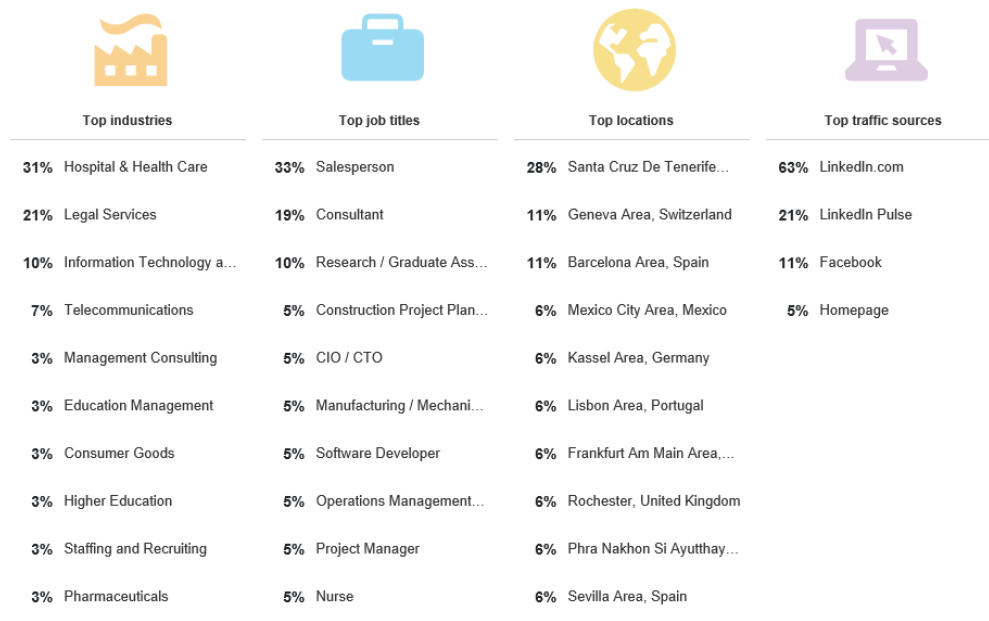 Top industries
31% Hospital & Health Care
21% Legal Services
10% Information Technology a...
7% Telecommunications
3% Management Consulting
3% Education Management
3% Consumer Goods
3% Higher Education
3% Staffing and Recruiting
3% Pharmaceuticals
Top job titles
33% Salesperson
19% Consultant
10% Research / Graduate Ass...
5% Construction Project Plan...
5% CIO / CTO
5% Manufacturing / Mechani...
5% Software Developer
5% Operations Management...
5% Project Manager
5% Nurse
Top locations
28% Santa Cruz De Tenerife...
11% Geneva Area, Switzerland
11% Barcelona Area, Spain
6% Mexico City Area, Mexico
6% Kassel Area, Germany
6% Lisbon Area, Portugal
6% Frankfurt Am Main Area,...
6% Rochester, United Kingdom
6% Phra Nakhon Si Ayutthay...
6% Sevilla Area, Spain
Top traffic sources
63% LinkedIn.com
21% LinkedIn Pulse
11% Facebook
5% Homepage